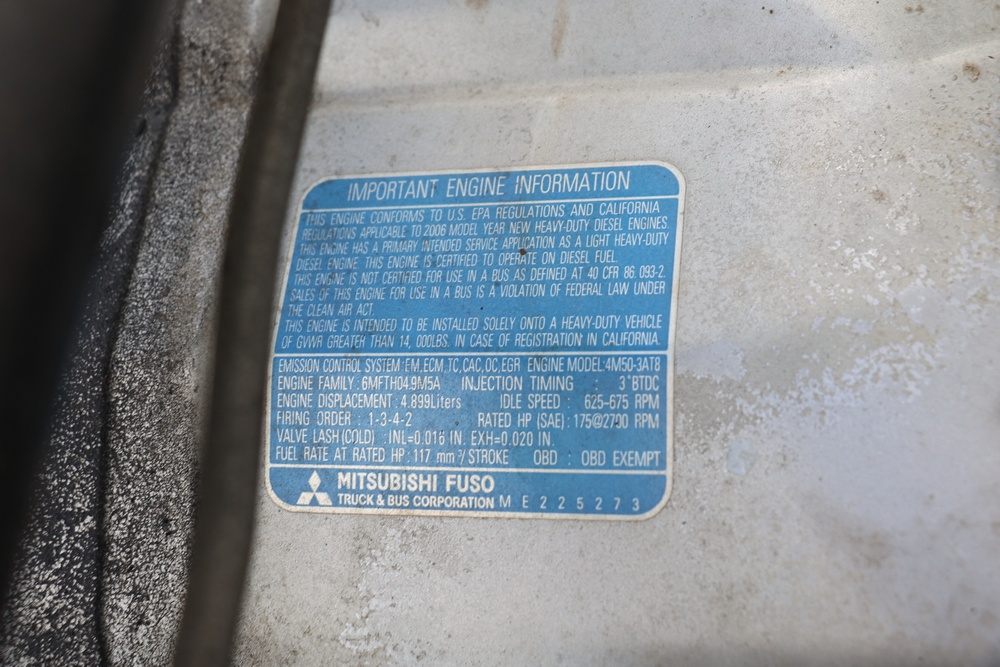 IMPORTANT ENGINE INFORMATION
THIS ENGINE CONFORMS TO U.S. EPA REGULATIONS AND CALIFORNIA
REGULATIONS APPLICABLE TO 2006 MODEL YEAR NEW HEAVY-DUTY DIESEL ENGINES.
THIS ENGINE HAS A PRIMARY INTENDED SERVICE APPLICATION AS A LIGHT HEAVY-DUTY
DIESEL ENGINE. THIS ENGINE IS CERTIFIED TO OPERATE ON DIESEL FUEL.
THIS ENGINE IS NOT CERTIFIED FOR USE IN A BUS AS DEFINED AT 40 CFR 86.093-2.
SALES OF THIS ENGINE FOR USE IN A BUS IS A VIOLATION OF FEDERAL LAW UNDER
THE CLEAN AIR ACT.
THIS ENGINE IS INTENDED TO BE INSTALLED SOLELY ONTO A HEAVY-DUTY VEHICLE
OF GVWR GREATER THAN 14, 000LBS. IN CASE OF REGISTRATION IN CALIFORNIA.
EMISSION CONTROL SYSTEM:EM, ECM, TC, CAC, OC, EGR ENGINE MODEL:4M50-3AT8
ENGINE FAMILY:6MFTH04.9M5A INJECTION TIMING : 3°BTDC
ENGINE DISPLACEMENT:4.899Liters IDLE SPEED : 625-675 RPM
FIRING ORDER : 1-3-4-2 RATED HP (SAE):175@2700 RPM
VALVE LASH(COLD) : INL=0.016 IN. EXH=0.020 IN.
FUEL RATE AT RATED HP:117 mm³/STROKE OBD : OBD EXEMPT
MITSUBISHI FUSO
TRUCK & BUS CORPORATION ME225273